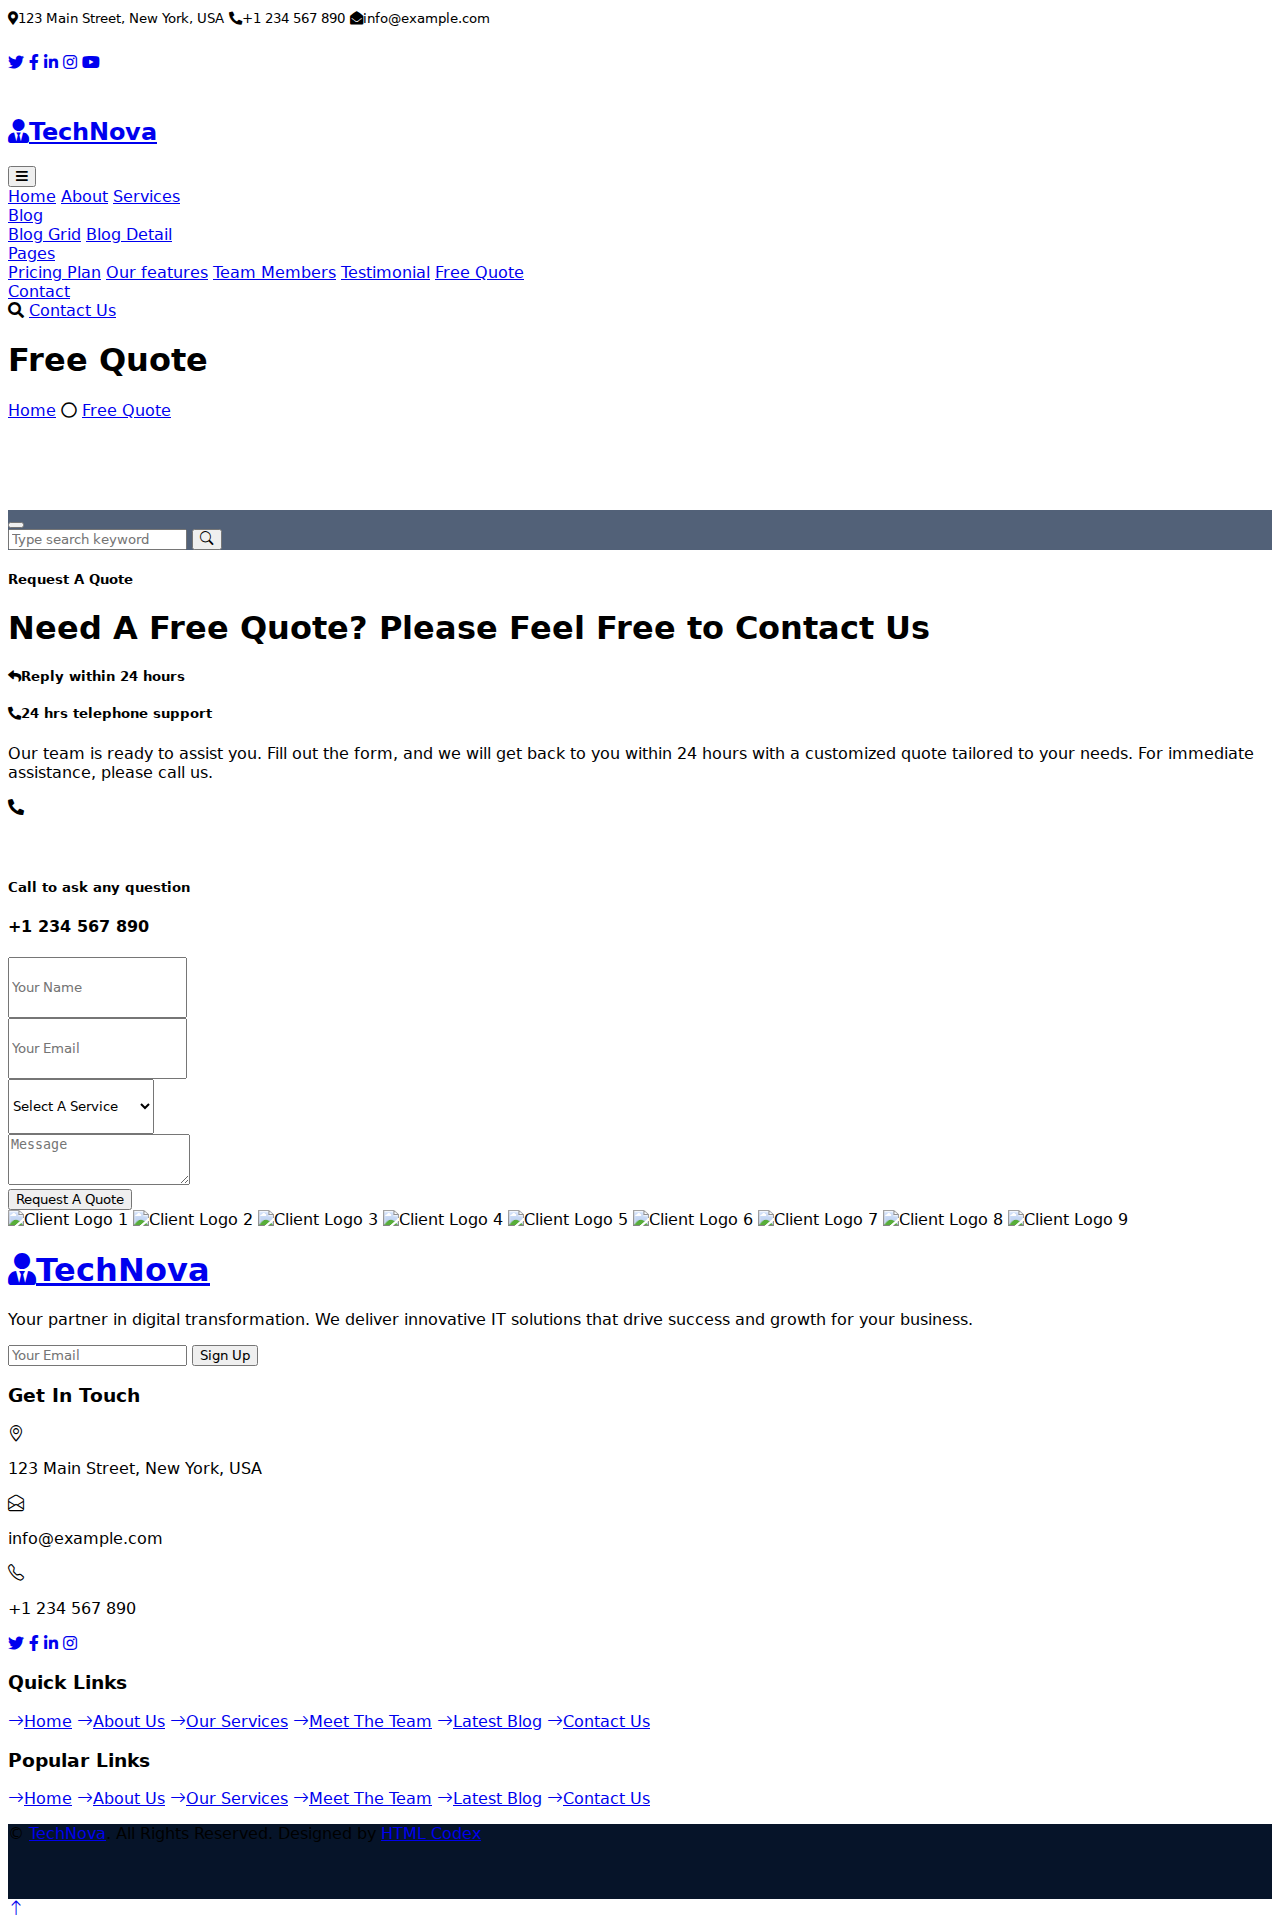 123 Main Street, New York, USA +1 234 567 890 info@example.com
TechNova
Home About Services
Blog
Blog Grid Blog Detail
Pages
Pricing Plan Our features Team Members Testimonial Free Quote
Contact
Contact Us
Free Quote
Home Free Quote
Type search keyword
Request A Quote
Need A Free Quote? Please Feel Free to Contact Us
Reply within 24 hours
24 hrs telephone support
Our team is ready to assist you. Fill out the form, and we will get back to you within 24 hours with a customized quote tailored to your needs. For immediate
assistance, please call us.
Call to ask any question
+1 234 567 890
Your Name
Your Email
Select A Service
Message
Request A Quote
Client Logo 1 Client Logo 2 Client Logo 3 Client Logo 4 Client Logo 5 Client Logo 6 Client Logo 7 Client Logo 8 Client Logo 9
TechNova
Your partner in digital transformation. We deliver innovative IT solutions that drive success and growth for your business.
Your Email Sign Up
Get In Touch
123 Main Street, New York, USA
info@example.com
+1 234 567 890
Quick Links
Home About Us Our Services Meet The Team Latest Blog Contact Us
Popular Links
Home About Us Our Services Meet The Team Latest Blog Contact Us
© TechNova. All Rights Reserved. Designed by HTML Codex